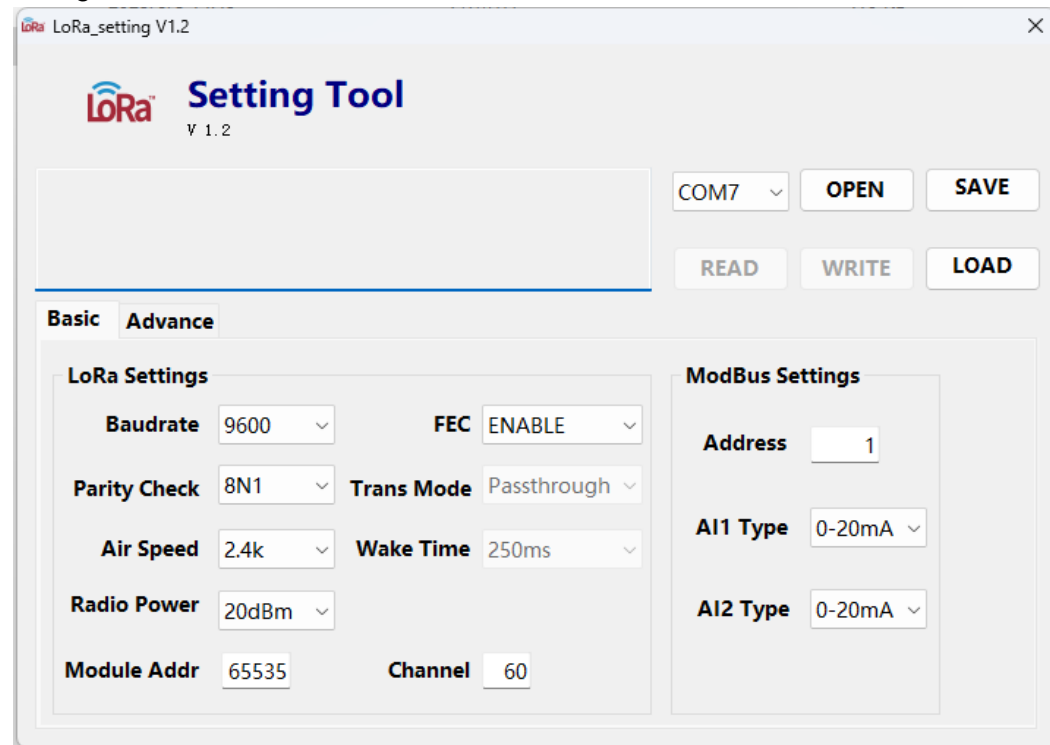 LoRa LoRa_setting V1.2
LoRa™ Setting Tool
V 1.2
COM7 OPEN SAVE
READ WRITE LOAD
Basic Advance
LoRa Settings
Baudrate 9600 FEC ENABLE
Parity Check 8N1 Trans Mode Passthrough
Air Speed 2.4k Wake Time 250ms
Radio Power 20dBm
Module Addr 65535 Channel 60
ModBus Settings
Address 1
AI1 Type 0-20mA
AI2 Type 0-20mA